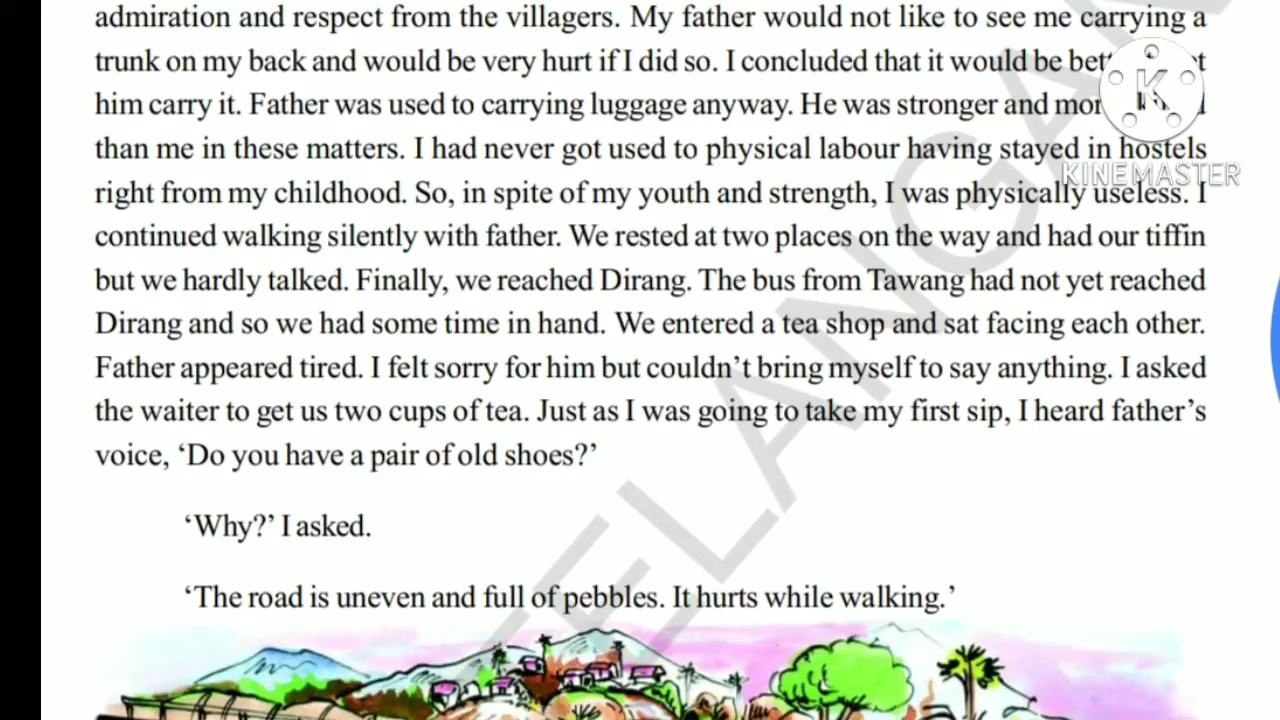 admiration and respect from the villagers. My father would not like to see me carrying a
trunk on my back and would be very hurt if I did so. I concluded that it would be
him carry it. Father was used to carrying luggage anyway. He was stronger and
than me in these matters. I had never got used to physical labour having stayed in hostels
right from my childhood. So, in spite of my youth and strength, I was physically useless. I
continued walking silently with father. We rested at two places on the way and had our tiffin
but we hardly talked. Finally, we reached Dirang. The bus from Tawang had not yet reached
Dirang and so we had some time in hand. We entered a tea shop and sat facing each other.
Father appeared tired. I felt sorry for him but couldn’t bring myself to say anything. I asked
the waiter to get us two cups of tea. Just as I was going to take my first sip, I heard father’s
voice, ‘Do you have a pair of old shoes?’
‘Why?’ I asked.
‘The road is uneven and full of pebbles. It hurts while walking.’
K
KINEMASTER